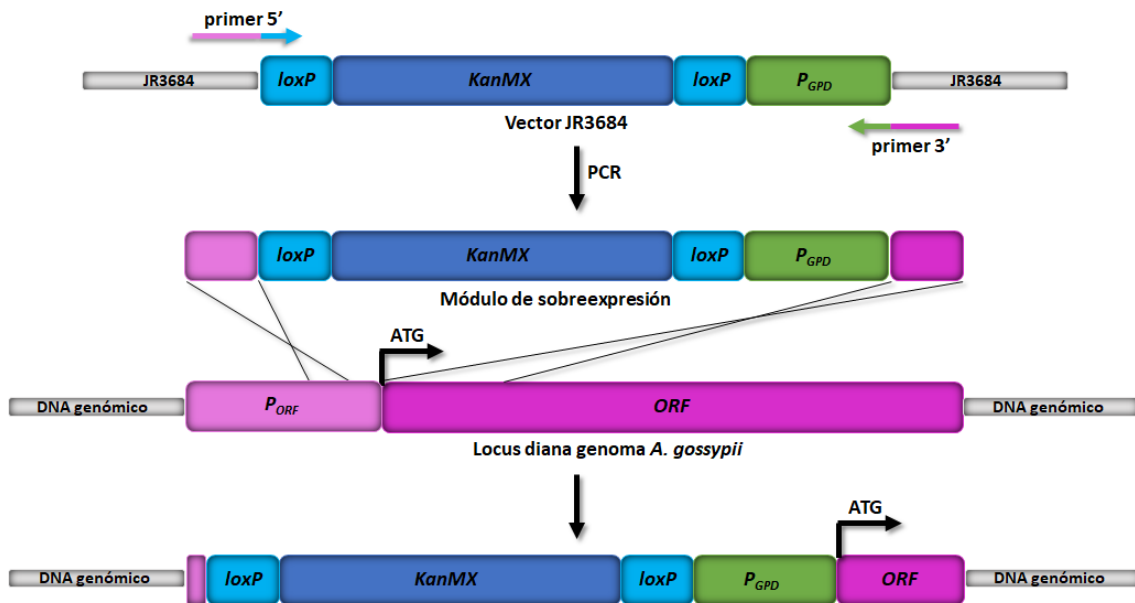 primer 5’
JR3684 loxP KanMX loxP PGPD JR3684
Vector JR3684
primer 3’
PCR
loxP KanMX loxP PGPD
Módulo de sobreexpresión
ATG
DNA genómico PORF ORF DNA genómico
Locus diana genoma A. gossypii
ATG
DNA genómico loxP KanMX loxP PGPD ORF DNA genómico